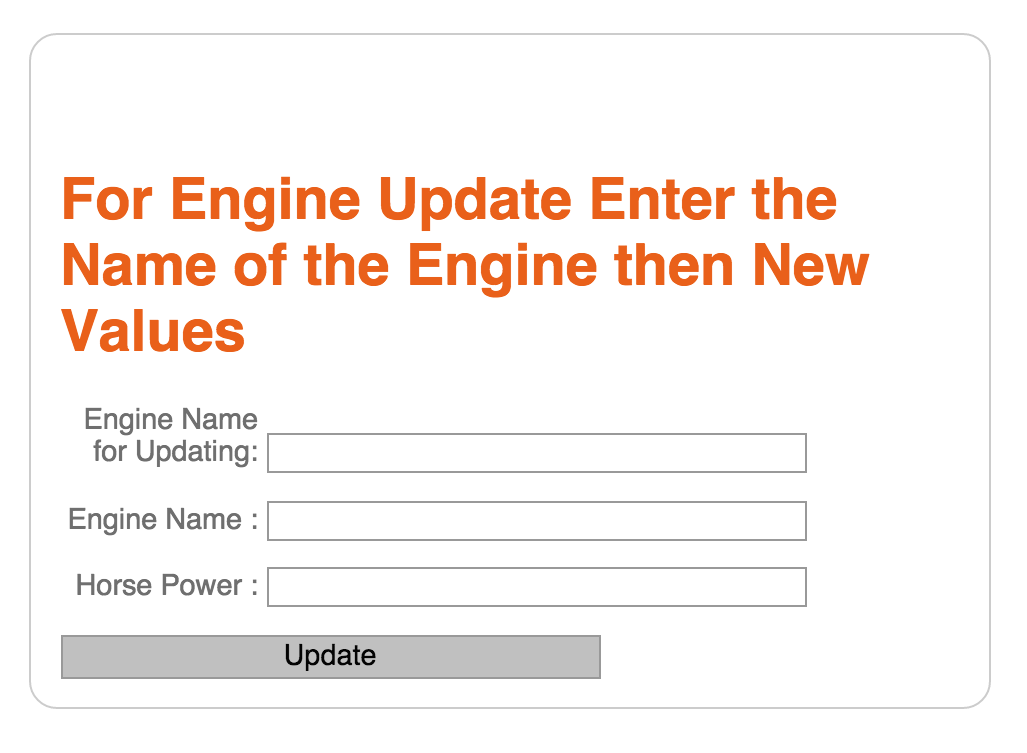 For Engine Update Enter the
Name of the Engine then New
Values
Engine Name
for Updating:
Engine Name :
Horse Power :
Update